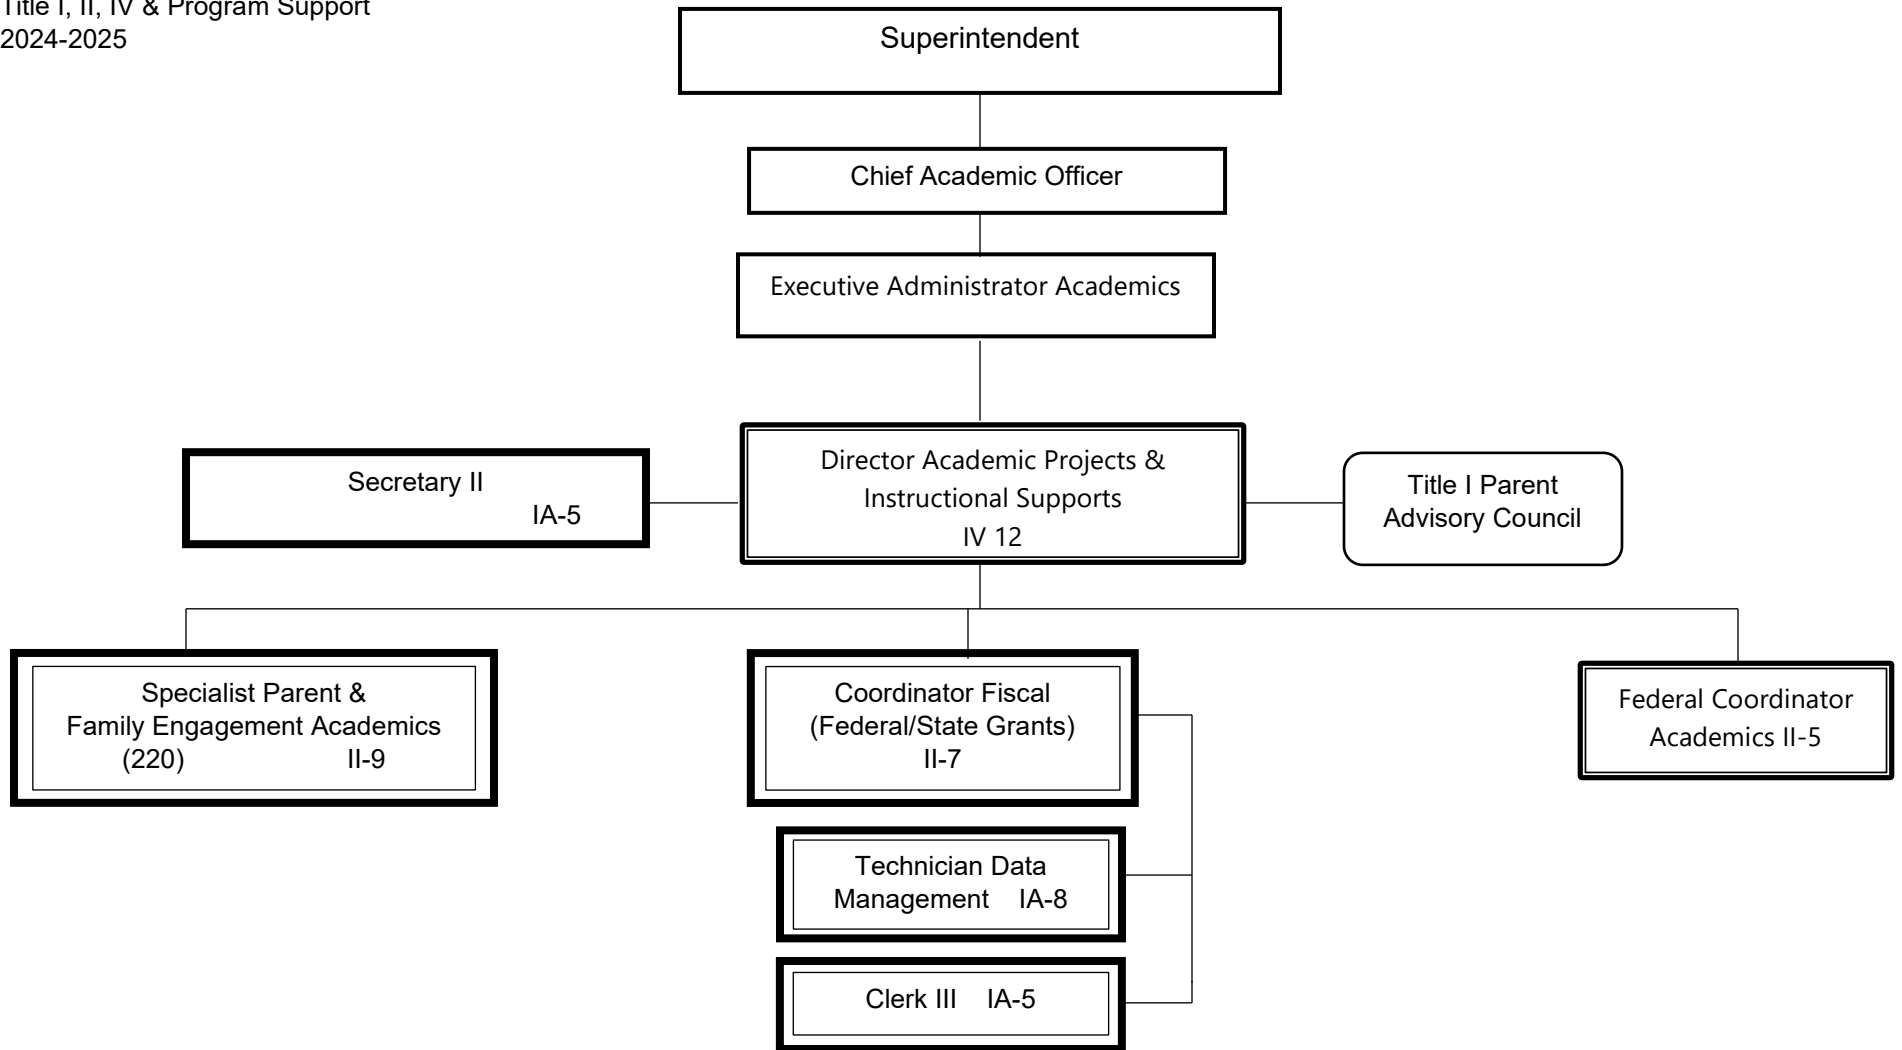 Title I, II, IV & Program Support
2024-2025
Superintendent
Chief Academic Officer
Executive Administrator Academics
Secretary II
IA-5
Director Academic Projects &
Instructional Supports
IV 12
Title I Parent
Advisory Council
Specialist Parent &
Family Engagement Academics
(220) II-9
Coordinator Fiscal
(Federal/State Grants)
II-7
Federal Coordinator
Academics II-5
Technician Data
Management IA-8
Clerk III IA-5